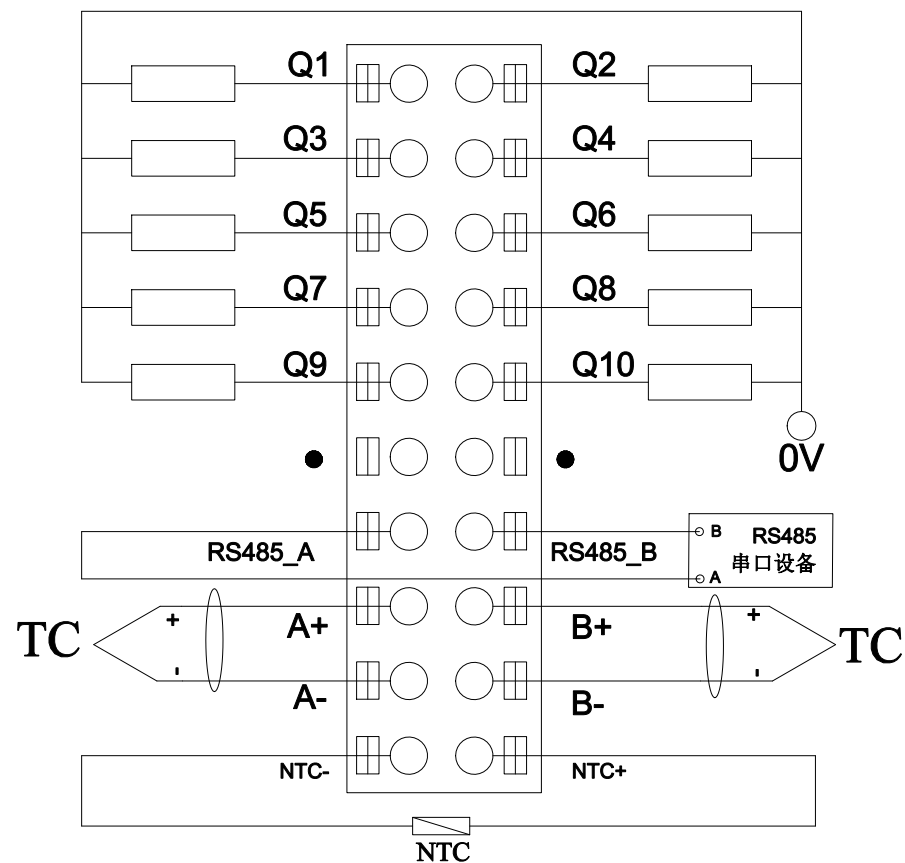 Q1 Q2
Q3 Q4
Q5 Q6
Q7 Q8
Q9 Q10
0V
RS485_A RS485_B B RS485
串口设备
A
A+ + B+ +
TC TC
A- - B- -
NTC- NTC+
NTC